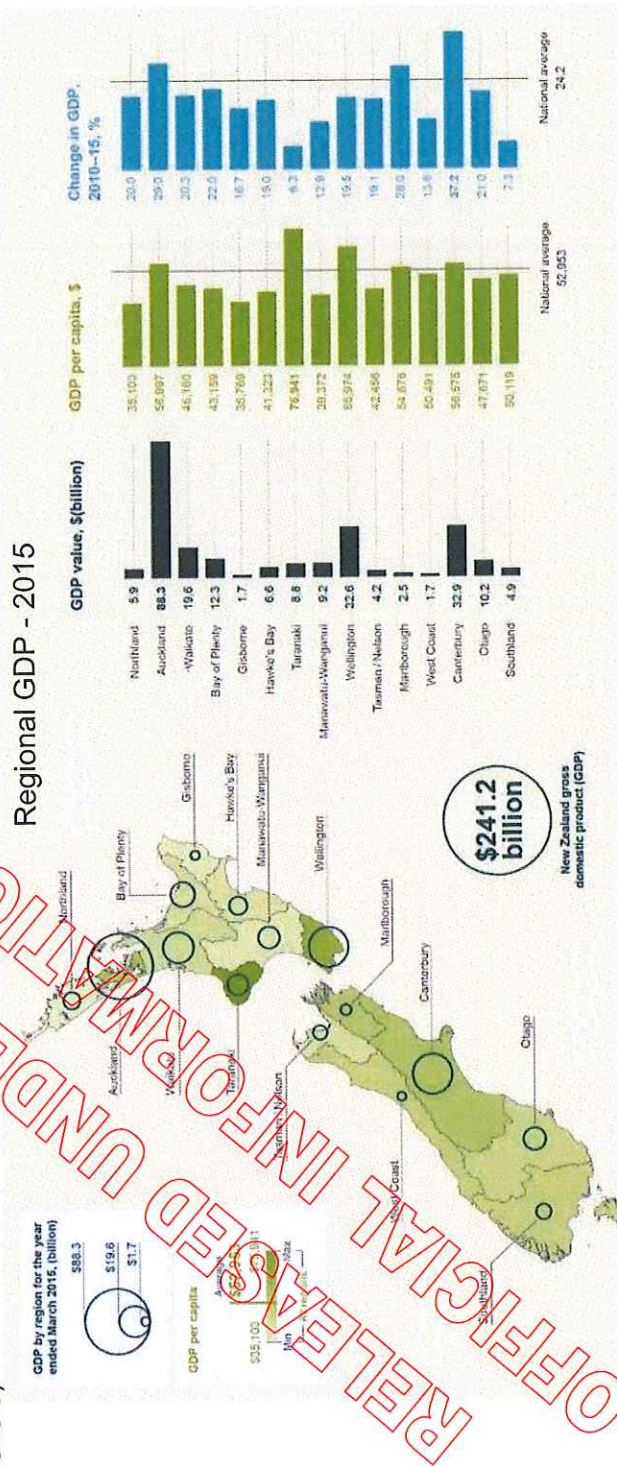 Regional GDP - 2015
GDP by region for the year
ended March 2015, (billion)
$88.3
$19.6
$1.7
GDP per capita
Average
$35,103
Min
Max
Northland
Auckland
Bay of Plenty
Waikato
Gisborne
Hawke's Bay
Taranaki
Manawatu-Wanganui
Wellington
Tasman / Nelson
Marlborough
West Coast
Canterbury
Otago
Southland
$241.2
billion
New Zealand gross
domestic product (GDP)
GDP value, $(billion)
Northland 5.9
Auckland 88.3
Waikato 19.6
Bay of Plenty 12.3
Gisborne 1.7
Hawke's Bay 6.6
Taranaki 8.8
Manawatu-Wanganui 9.2
Wellington 32.6
Tasman / Nelson 4.2
Marlborough 2.5
West Coast 1.7
Canterbury 32.9
Otago 10.2
Southland 4.9
GDP per capita, $
35,103
56,997
45,160
43,159
35,769
41,323
75,941
39,372
65,974
42,456
54,676
50,491
56,575
47,671
50,119
National average
52,953
Change in GDP,
2010–15, %
20.0
29.0
20.3
22.0
16.7
19.0
6.3
12.9
19.5
19.1
28.0
13.6
37.2
21.0
7.3
National average
24.2
RELEASED UNDER
OFFICIAL INFORMATION